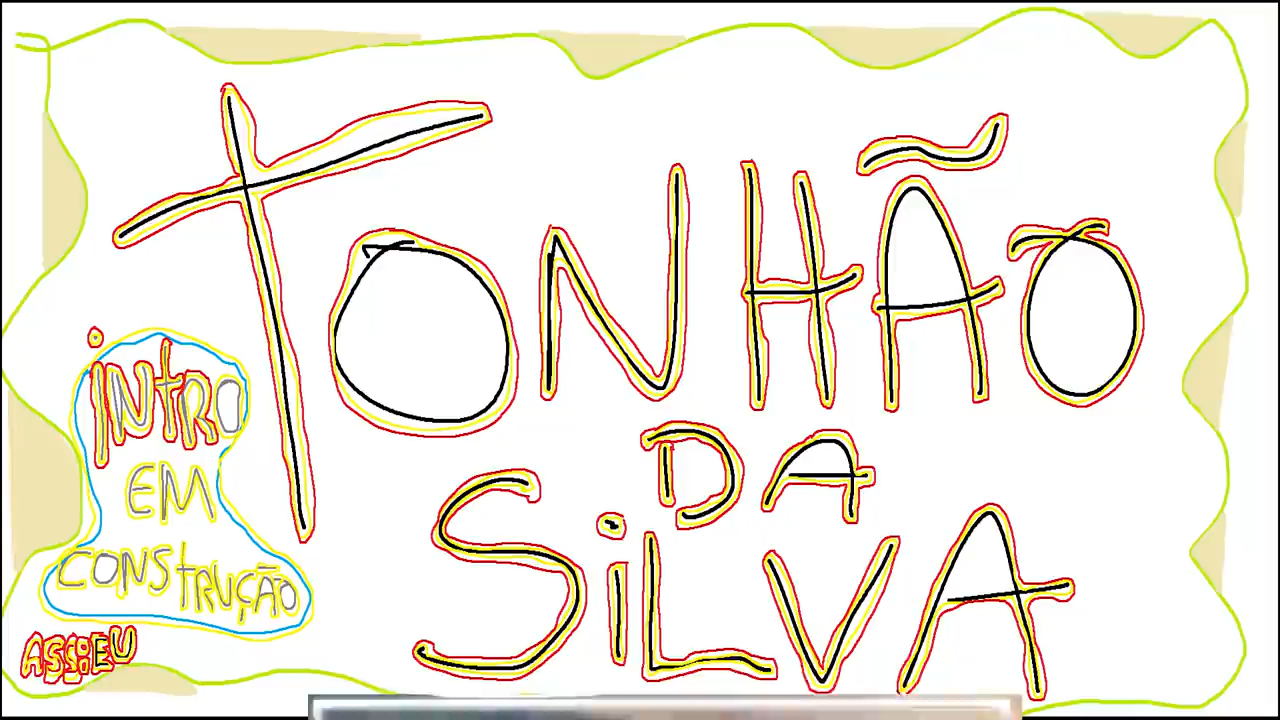 TONHÃO
DA
SiLVA
iNtRO
EM
CONSTRUÇÃO
ASS:EU